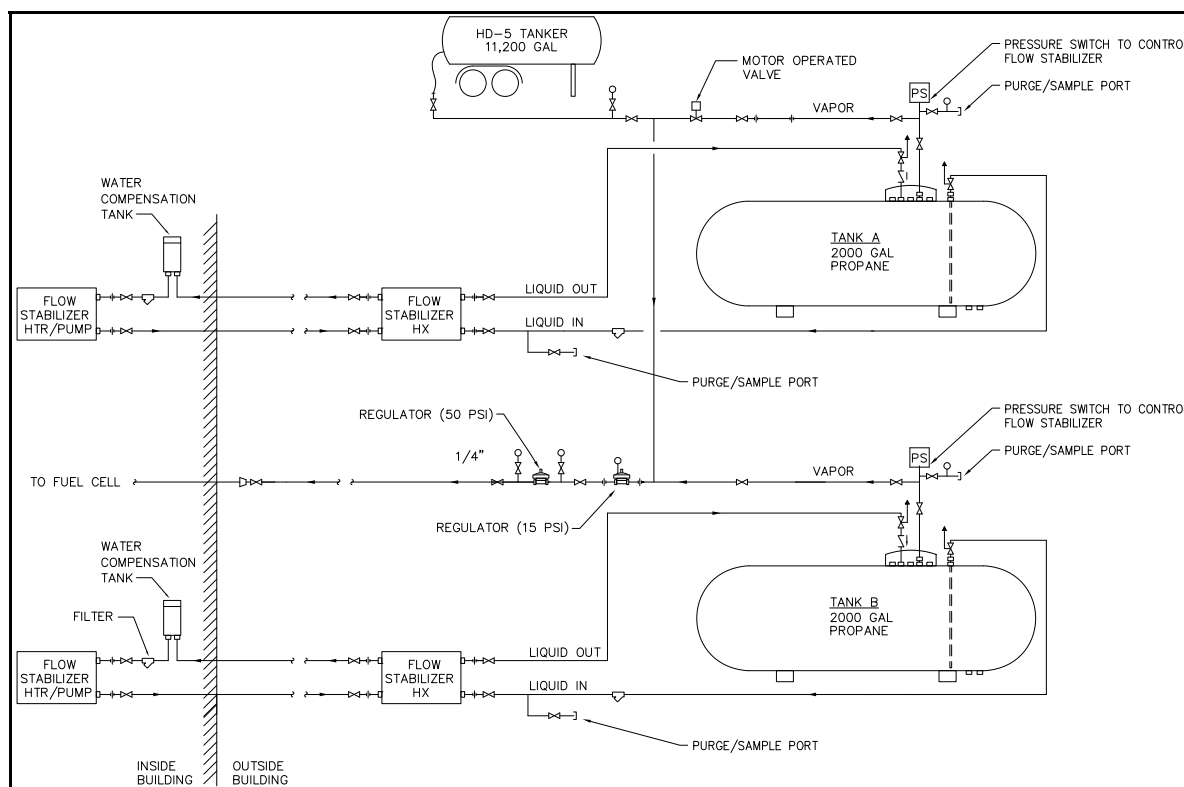 HD-5 TANKER
11,200 GAL
MOTOR OPERATED
VALVE
PRESSURE SWITCH TO CONTRO
FLOW STABILIZER
PS
PURGE/SAMPLE PORT
VAPOR
WATER
COMPENSATION
TANK
TANK A
2000 GAL
PROPANE
FLOW
STABILIZER
HTR/PUMP
FLOW
STABILIZER
HX
LIQUID OUT
LIQUID IN
PURGE/SAMPLE PORT
REGULATOR (50 PSI)
PRESSURE SWITCH TO CONTRO
FLOW STABILIZER
1/4"
PS
PURGE/SAMPLE PORT
VAPOR
TO FUEL CELL
REGULATOR (15 PSI)
WATER
COMPENSATION
TANK
FILTER
TANK B
2000 GAL
PROPANE
FLOW
STABILIZER
HTR/PUMP
FLOW
STABILIZER
HX
LIQUID OUT
LIQUID IN
PURGE/SAMPLE PORT
INSIDE
BUILDING
OUTSIDE
BUILDING